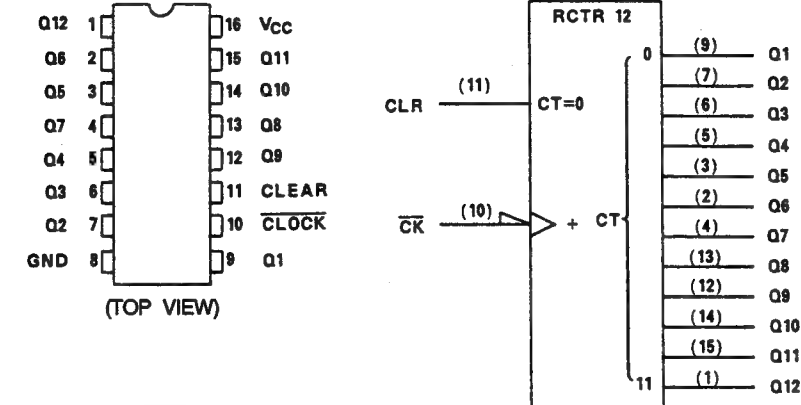 Q12 1 16 VCC
Q6 2 15 Q11
Q5 3 14 Q10
Q7 4 13 Q8
Q4 5 12 Q9
Q3 6 11 CLEAR
Q2 7 10 CLOCK
GND 8 9 Q1
(TOP VIEW)
RCTR 12
CLR (11) CT=0
CK (10) + CT
0 (9) Q1
(7) Q2
(6) Q3
(5) Q4
(3) Q5
(2) Q6
(4) Q7
(13) Q8
(12) Q9
(14) Q10
(15) Q11
11 (1) Q12